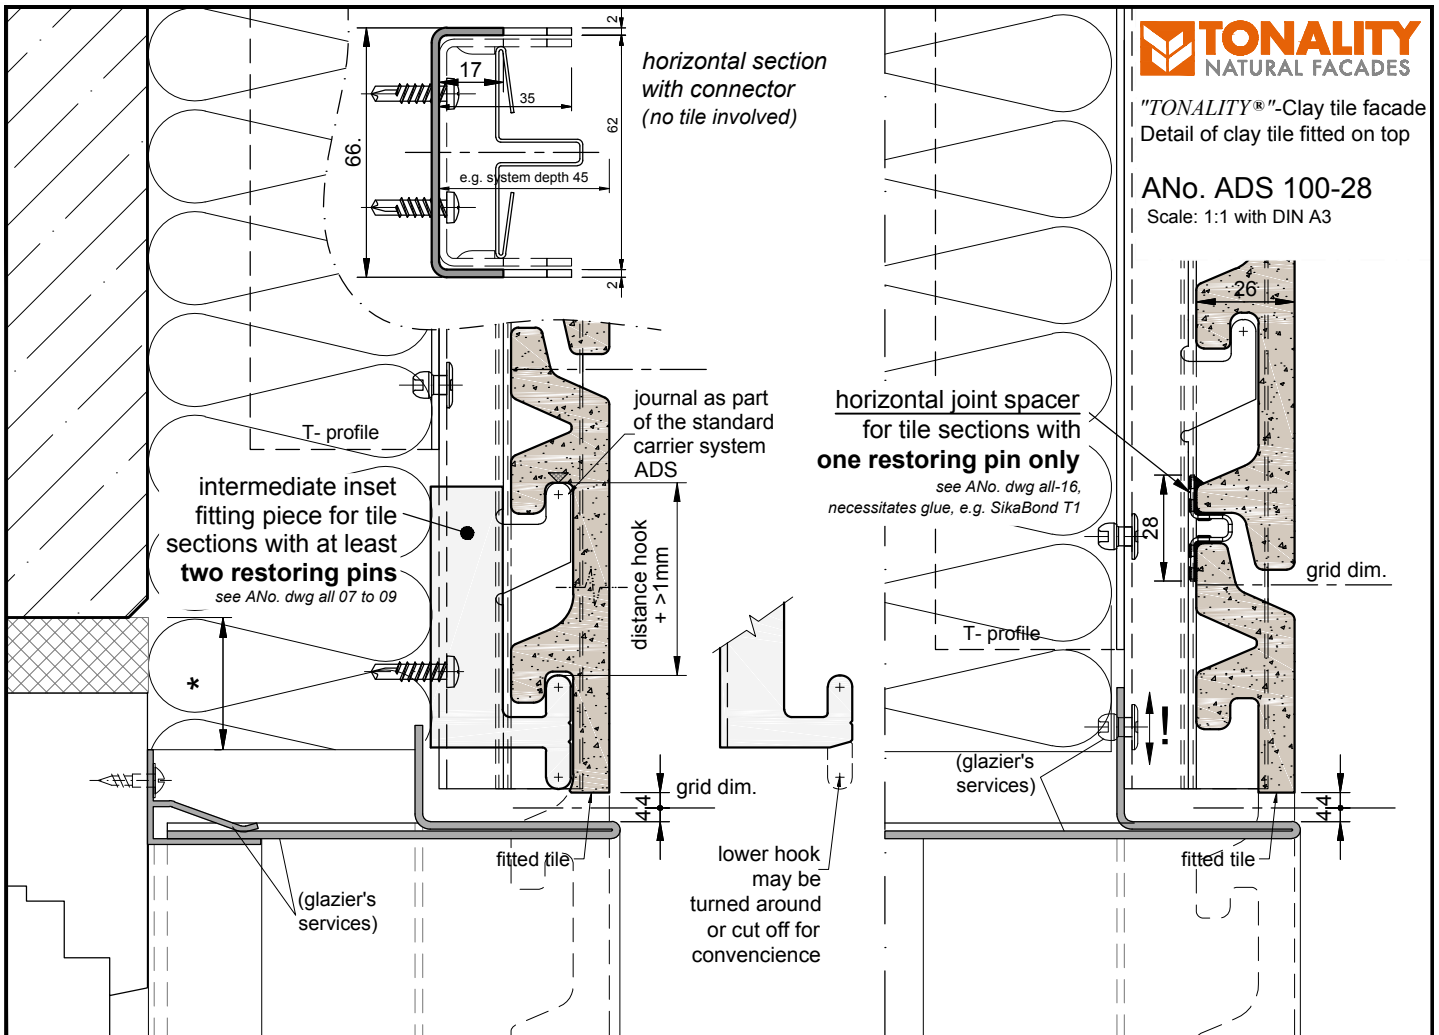 TONALITY
NATURAL FACADES
"TONALITY®"-Clay tile facade
Detail of clay tile fitted on top
ANo. ADS 100-28
Scale: 1:1 with DIN A3
horizontal section
with connector
(no tile involved)
2
17
35
66.
62
e.g. system depth 45
2
26
T- profile
journal as part
of the standard
carrier system
ADS
intermediate inset
fitting piece for tile
sections with at least
two restoring pins
see ANo. dwg all 07 to 09
distance hook
+ >1mm
horizontal joint spacer
for tile sections with
one restoring pin only
see ANo. dwg all-16,
necessitates glue, e.g. SikaBond T1
28
grid dim.
T- profile
*
!
(glazier's
services)
grid dim.
44
44
fitted tile
fitted tile
lower hook
may be
turned around
or cut off for
convencience
(glazier's
services)